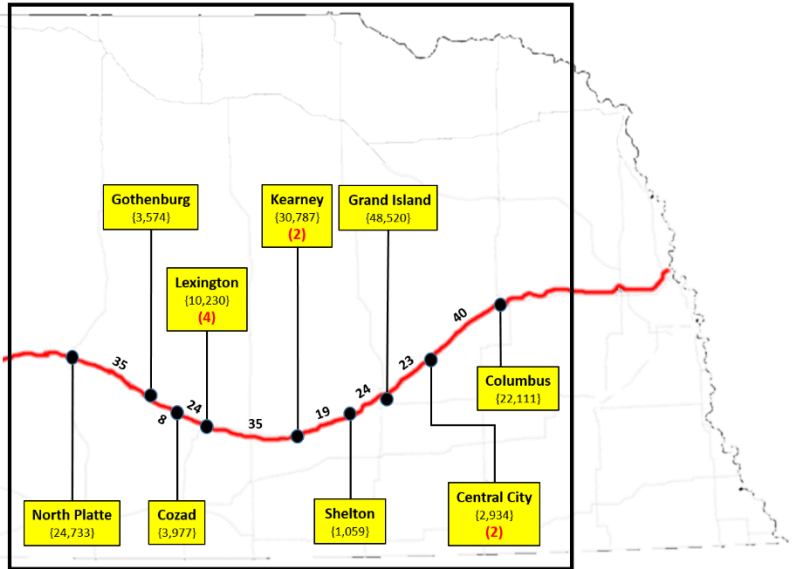 Gothenburg
{3,574}
Kearney
{30,787}
(2)
Grand Island
{48,520}
Lexington
{10,230}
(4)
35
8
24
35
19
24
23
40
Columbus
{22,111}
North Platte
{24,733}
Cozad
{3,977}
Shelton
{1,059}
Central City
{2,934}
(2)